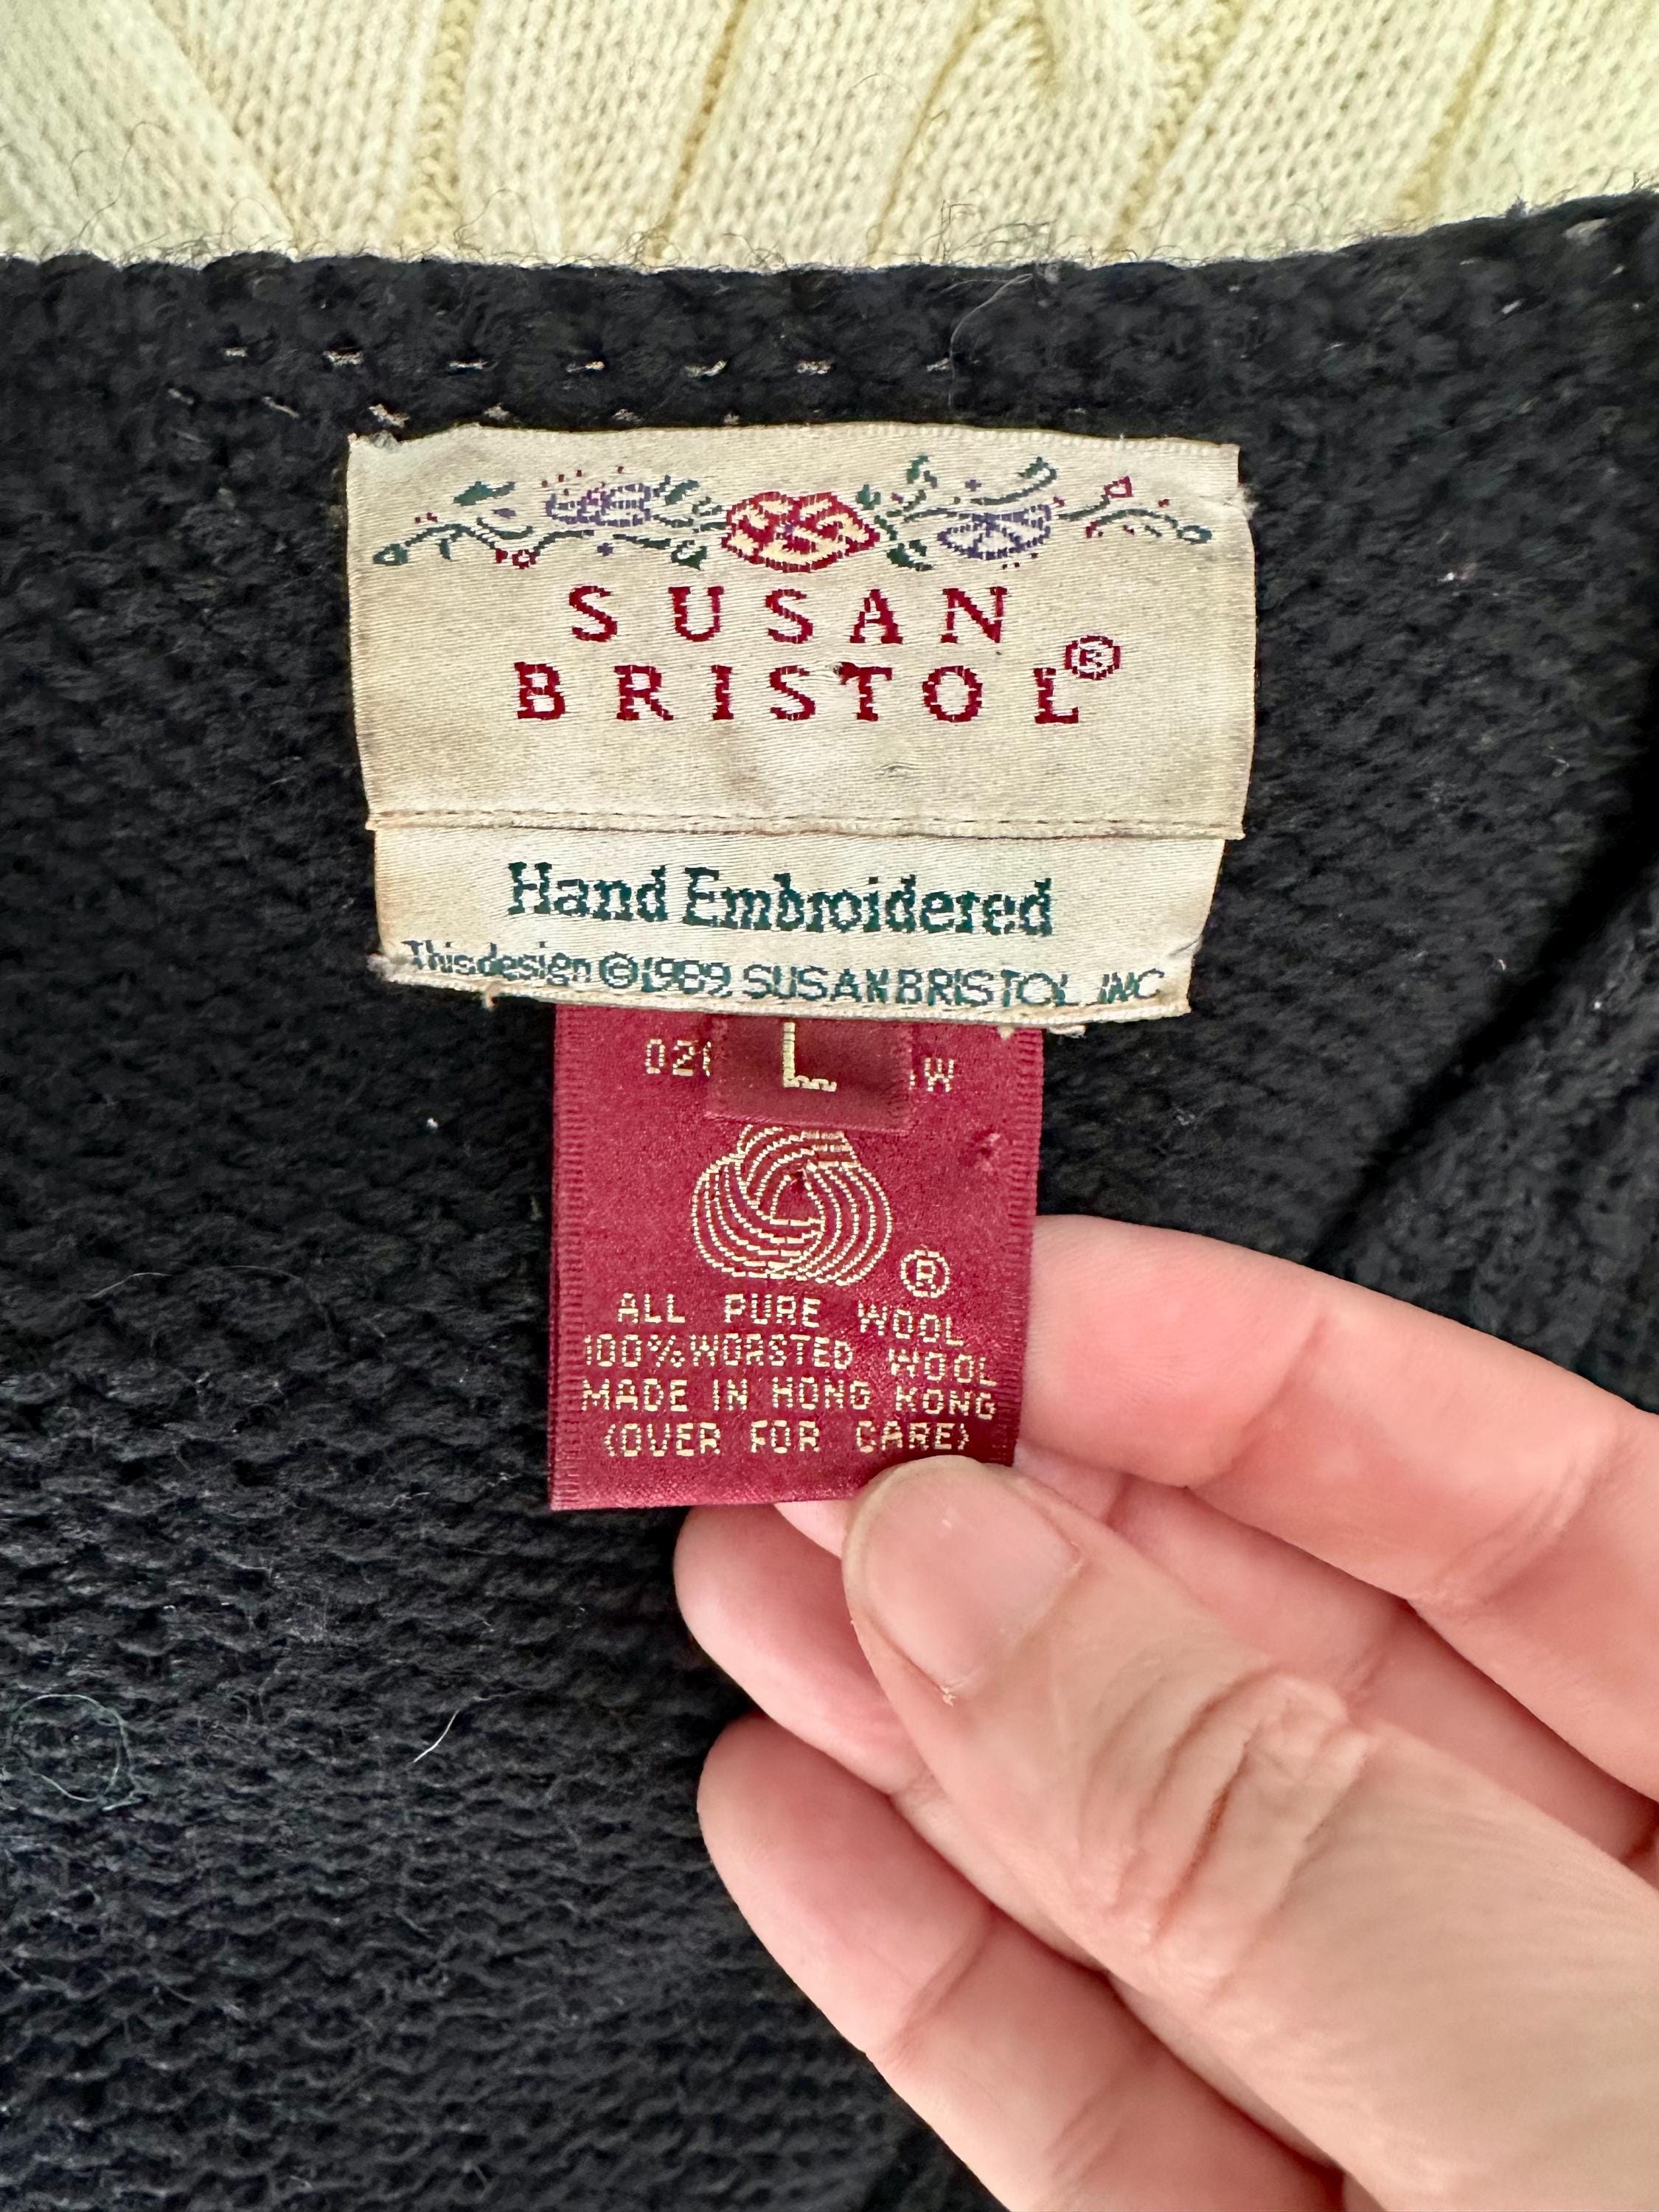 SUSAN
BRISTOL®
Hand Embroidered
This design © 1989 SUSAN BRISTOL, INC
L
W
®
ALL PURE WOOL
100% WORSTED WOOL
MADE IN HONG KONG
(OVER FOR CARE)